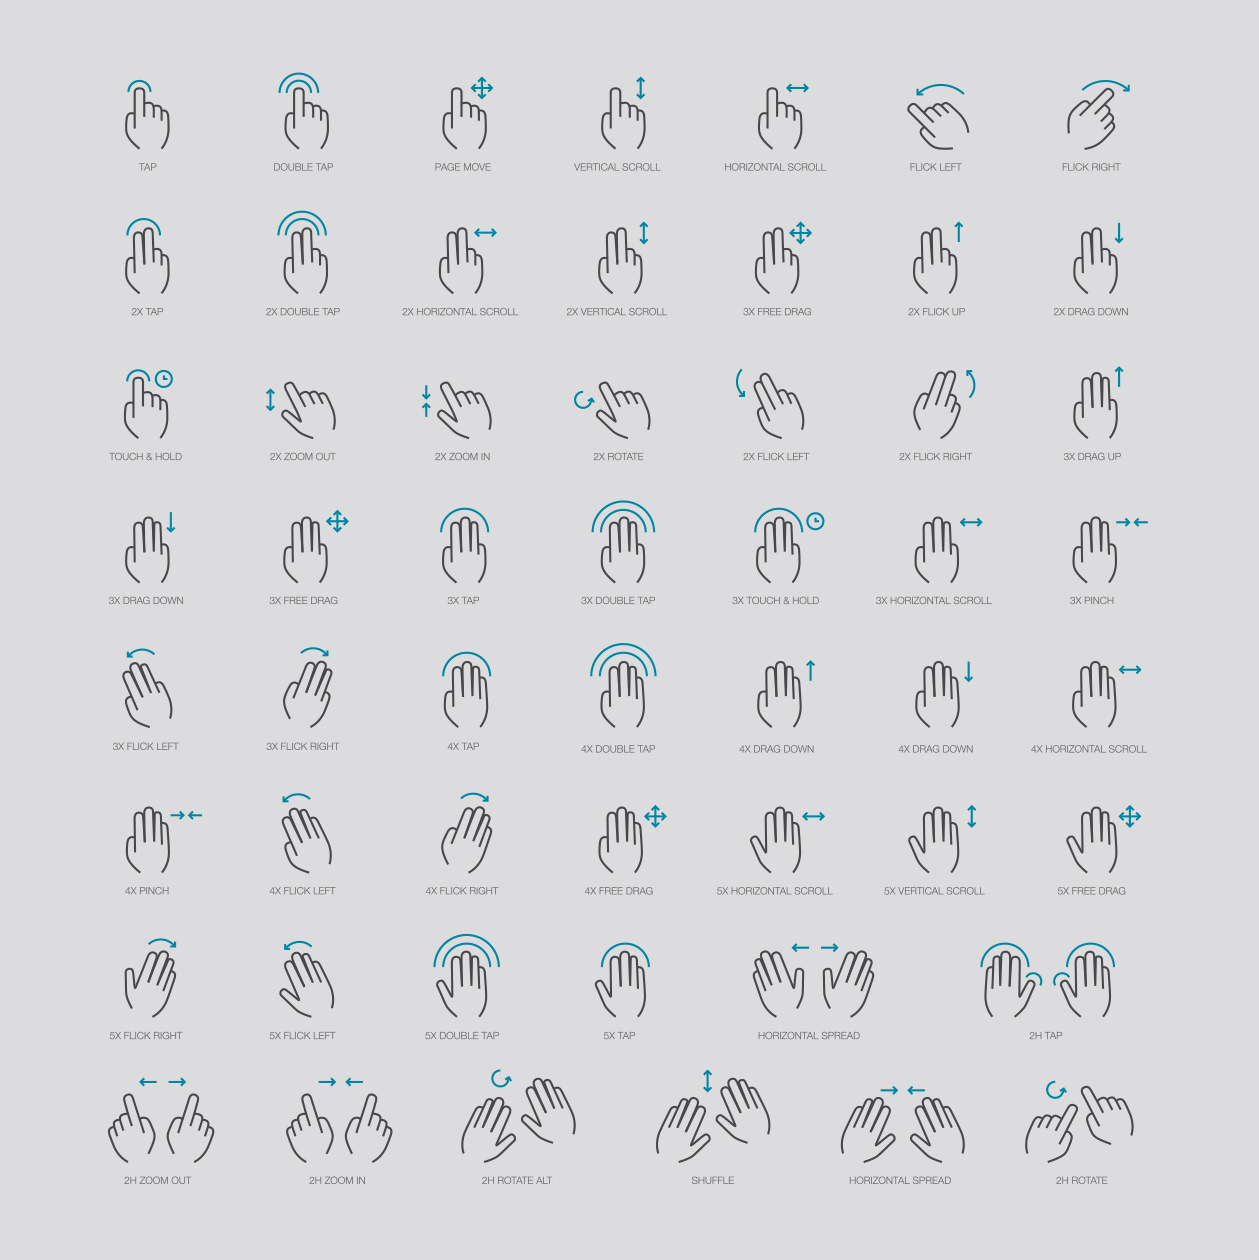 TAP
DOUBLE TAP
PAGE MOVE
VERTICAL SCROLL
HORIZONTAL SCROLL
FLICK LEFT
FLICK RIGHT
2X TAP
2X DOUBLE TAP
2X HORIZONTAL SCROLL
2X VERTICAL SCROLL
3X FREE DRAG
2X FLICK UP
2X DRAG DOWN
TOUCH & HOLD
2X ZOOM OUT
2X ZOOM IN
2X ROTATE
2X FLICK LEFT
2X FLICK RIGHT
3X DRAG UP
3X DRAG DOWN
3X FREE DRAG
3X TAP
3X DOUBLE TAP
3X TOUCH & HOLD
3X HORIZONTAL SCROLL
3X PINCH
3X FLICK LEFT
3X FLICK RIGHT
4X TAP
4X DOUBLE TAP
4X DRAG DOWN
4X DRAG DOWN
4X HORIZONTAL SCROLL
4X PINCH
4X FLICK LEFT
4X FLICK RIGHT
4X FREE DRAG
5X HORIZONTAL SCROLL
5X VERTICAL SCROLL
5X FREE DRAG
5X FLICK RIGHT
5X FLICK LEFT
5X DOUBLE TAP
5X TAP
HORIZONTAL SPREAD
2H TAP
2H ZOOM OUT
2H ZOOM IN
2H ROTATE ALT
SHUFFLE
HORIZONTAL SPREAD
2H ROTATE